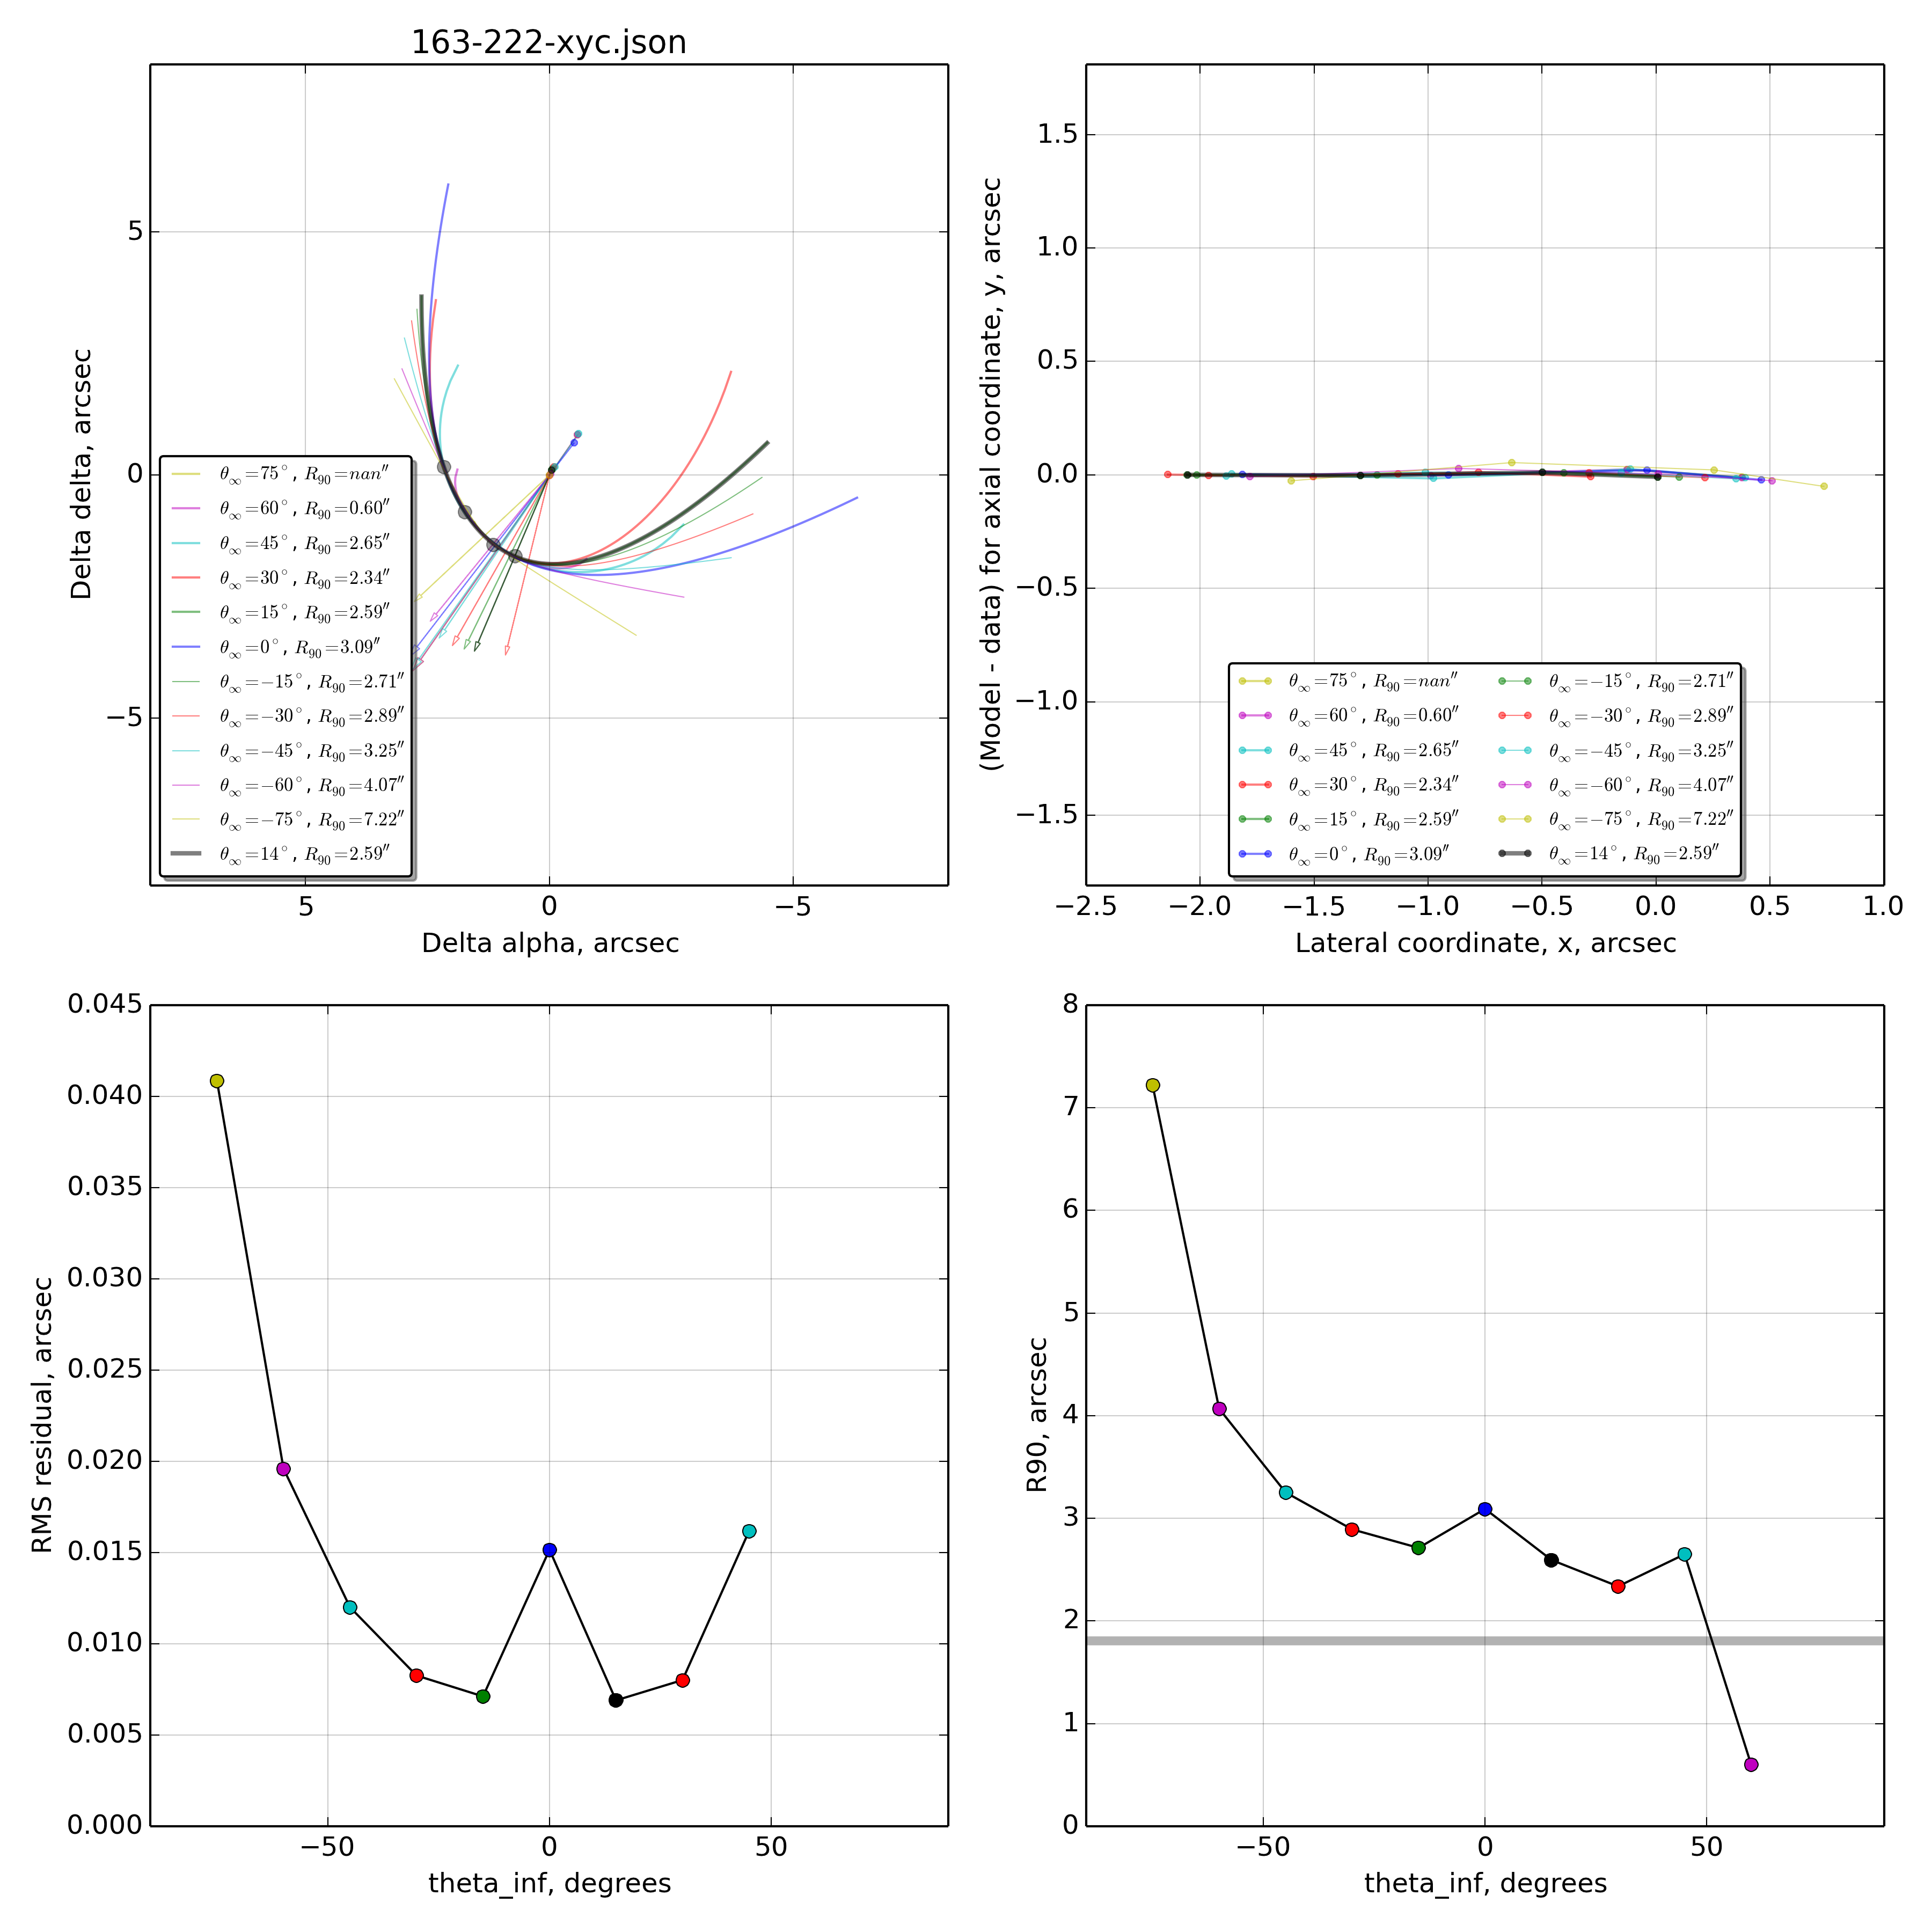 163-222-xyc.json
Delta delta, arcsec
5
0
−5
θ∞=75°, R90=nan″
θ∞=60°, R90=0.60″
θ∞=45°, R90=2.65″
θ∞=30°, R90=2.34″
θ∞=15°, R90=2.59″
θ∞=0°, R90=3.09″
θ∞=−15°, R90=2.71″
θ∞=−30°, R90=2.89″
θ∞=−45°, R90=3.25″
θ∞=−60°, R90=4.07″
θ∞=−75°, R90=7.22″
θ∞=14°, R90=2.59″
5 0 −5
Delta alpha, arcsec
(Model - data) for axial coordinate, y, arcsec
1.5
1.0
0.5
0.0
−0.5
−1.0
−1.5
θ∞=75°, R90=nan″
θ∞=60°, R90=0.60″
θ∞=45°, R90=2.65″
θ∞=30°, R90=2.34″
θ∞=15°, R90=2.59″
θ∞=0°, R90=3.09″
θ∞=−15°, R90=2.71″
θ∞=−30°, R90=2.89″
θ∞=−45°, R90=3.25″
θ∞=−60°, R90=4.07″
θ∞=−75°, R90=7.22″
θ∞=14°, R90=2.59″
−2.5 −2.0 −1.5 −1.0 −0.5 0.0 0.5 1.0
Lateral coordinate, x, arcsec
RMS residual, arcsec
0.045
0.040
0.035
0.030
0.025
0.020
0.015
0.010
0.005
0.000
−50 0 50
theta_inf, degrees
R90, arcsec
8
7
6
5
4
3
2
1
0
−50 0 50
theta_inf, degrees